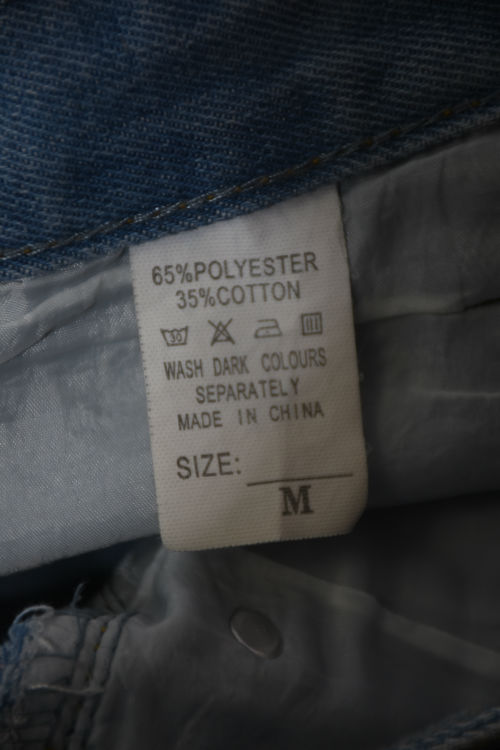 65%POLYESTER
35%COTTON
30
WASH DARK COLOURS
SEPARATELY
MADE IN CHINA
SIZE:
M